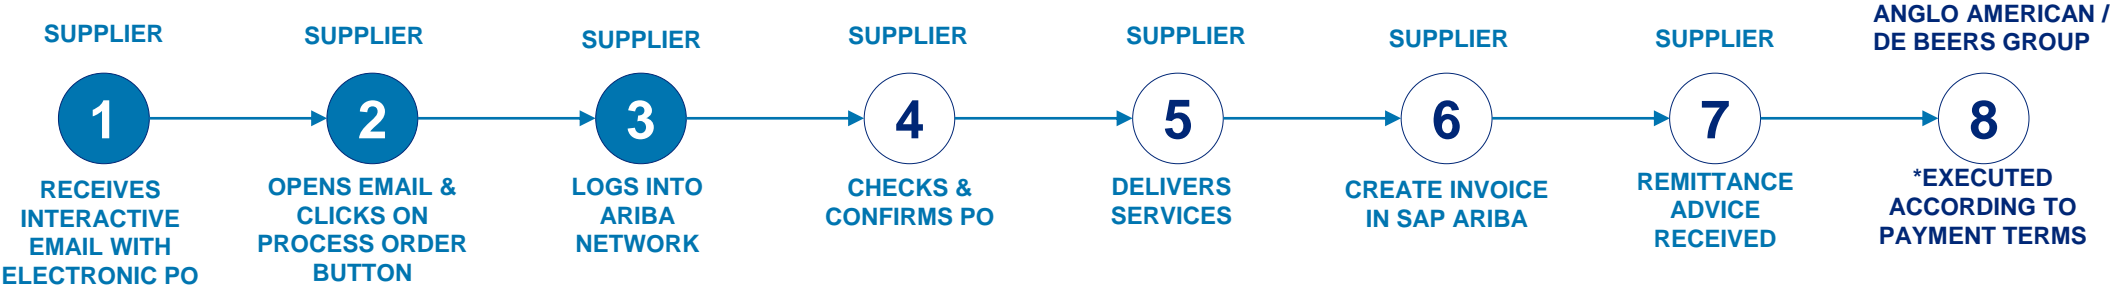 SUPPLIER
1
RECEIVES
INTERACTIVE
EMAIL WITH
ELECTRONIC PO
SUPPLIER
2
OPENS EMAIL &
CLICKS ON
PROCESS ORDER
BUTTON
SUPPLIER
3
LOGS INTO
ARIBA
NETWORK
SUPPLIER
4
CHECKS &
CONFIRMS PO
SUPPLIER
5
DELIVERS
SERVICES
SUPPLIER
6
CREATE INVOICE
IN SAP ARIBA
SUPPLIER
7
REMITTANCE
ADVICE
RECEIVED
ANGLO AMERICAN /
DE BEERS GROUP
8
*EXECUTED
ACCORDING TO
PAYMENT TERMS